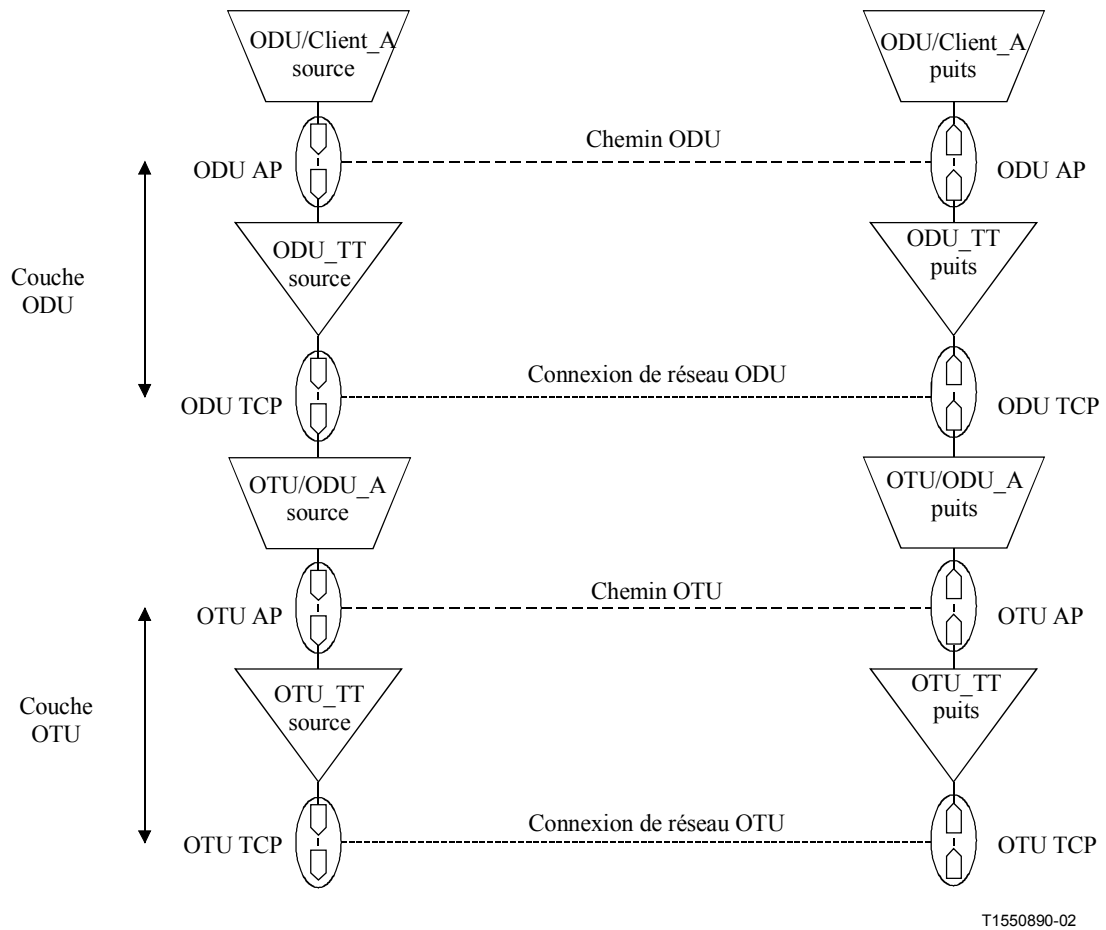 ODU/Client_A
source
ODU/Client_A
puits
Chemin ODU
ODU AP
ODU AP
ODU_TT
source
ODU_TT
puits
Couche
ODU
Connexion de réseau ODU
ODU TCP
ODU TCP
OTU/ODU_A
source
OTU/ODU_A
puits
Chemin OTU
OTU AP
OTU AP
OTU_TT
source
OTU_TT
puits
Couche
OTU
Connexion de réseau OTU
OTU TCP
OTU TCP
T1550890-02